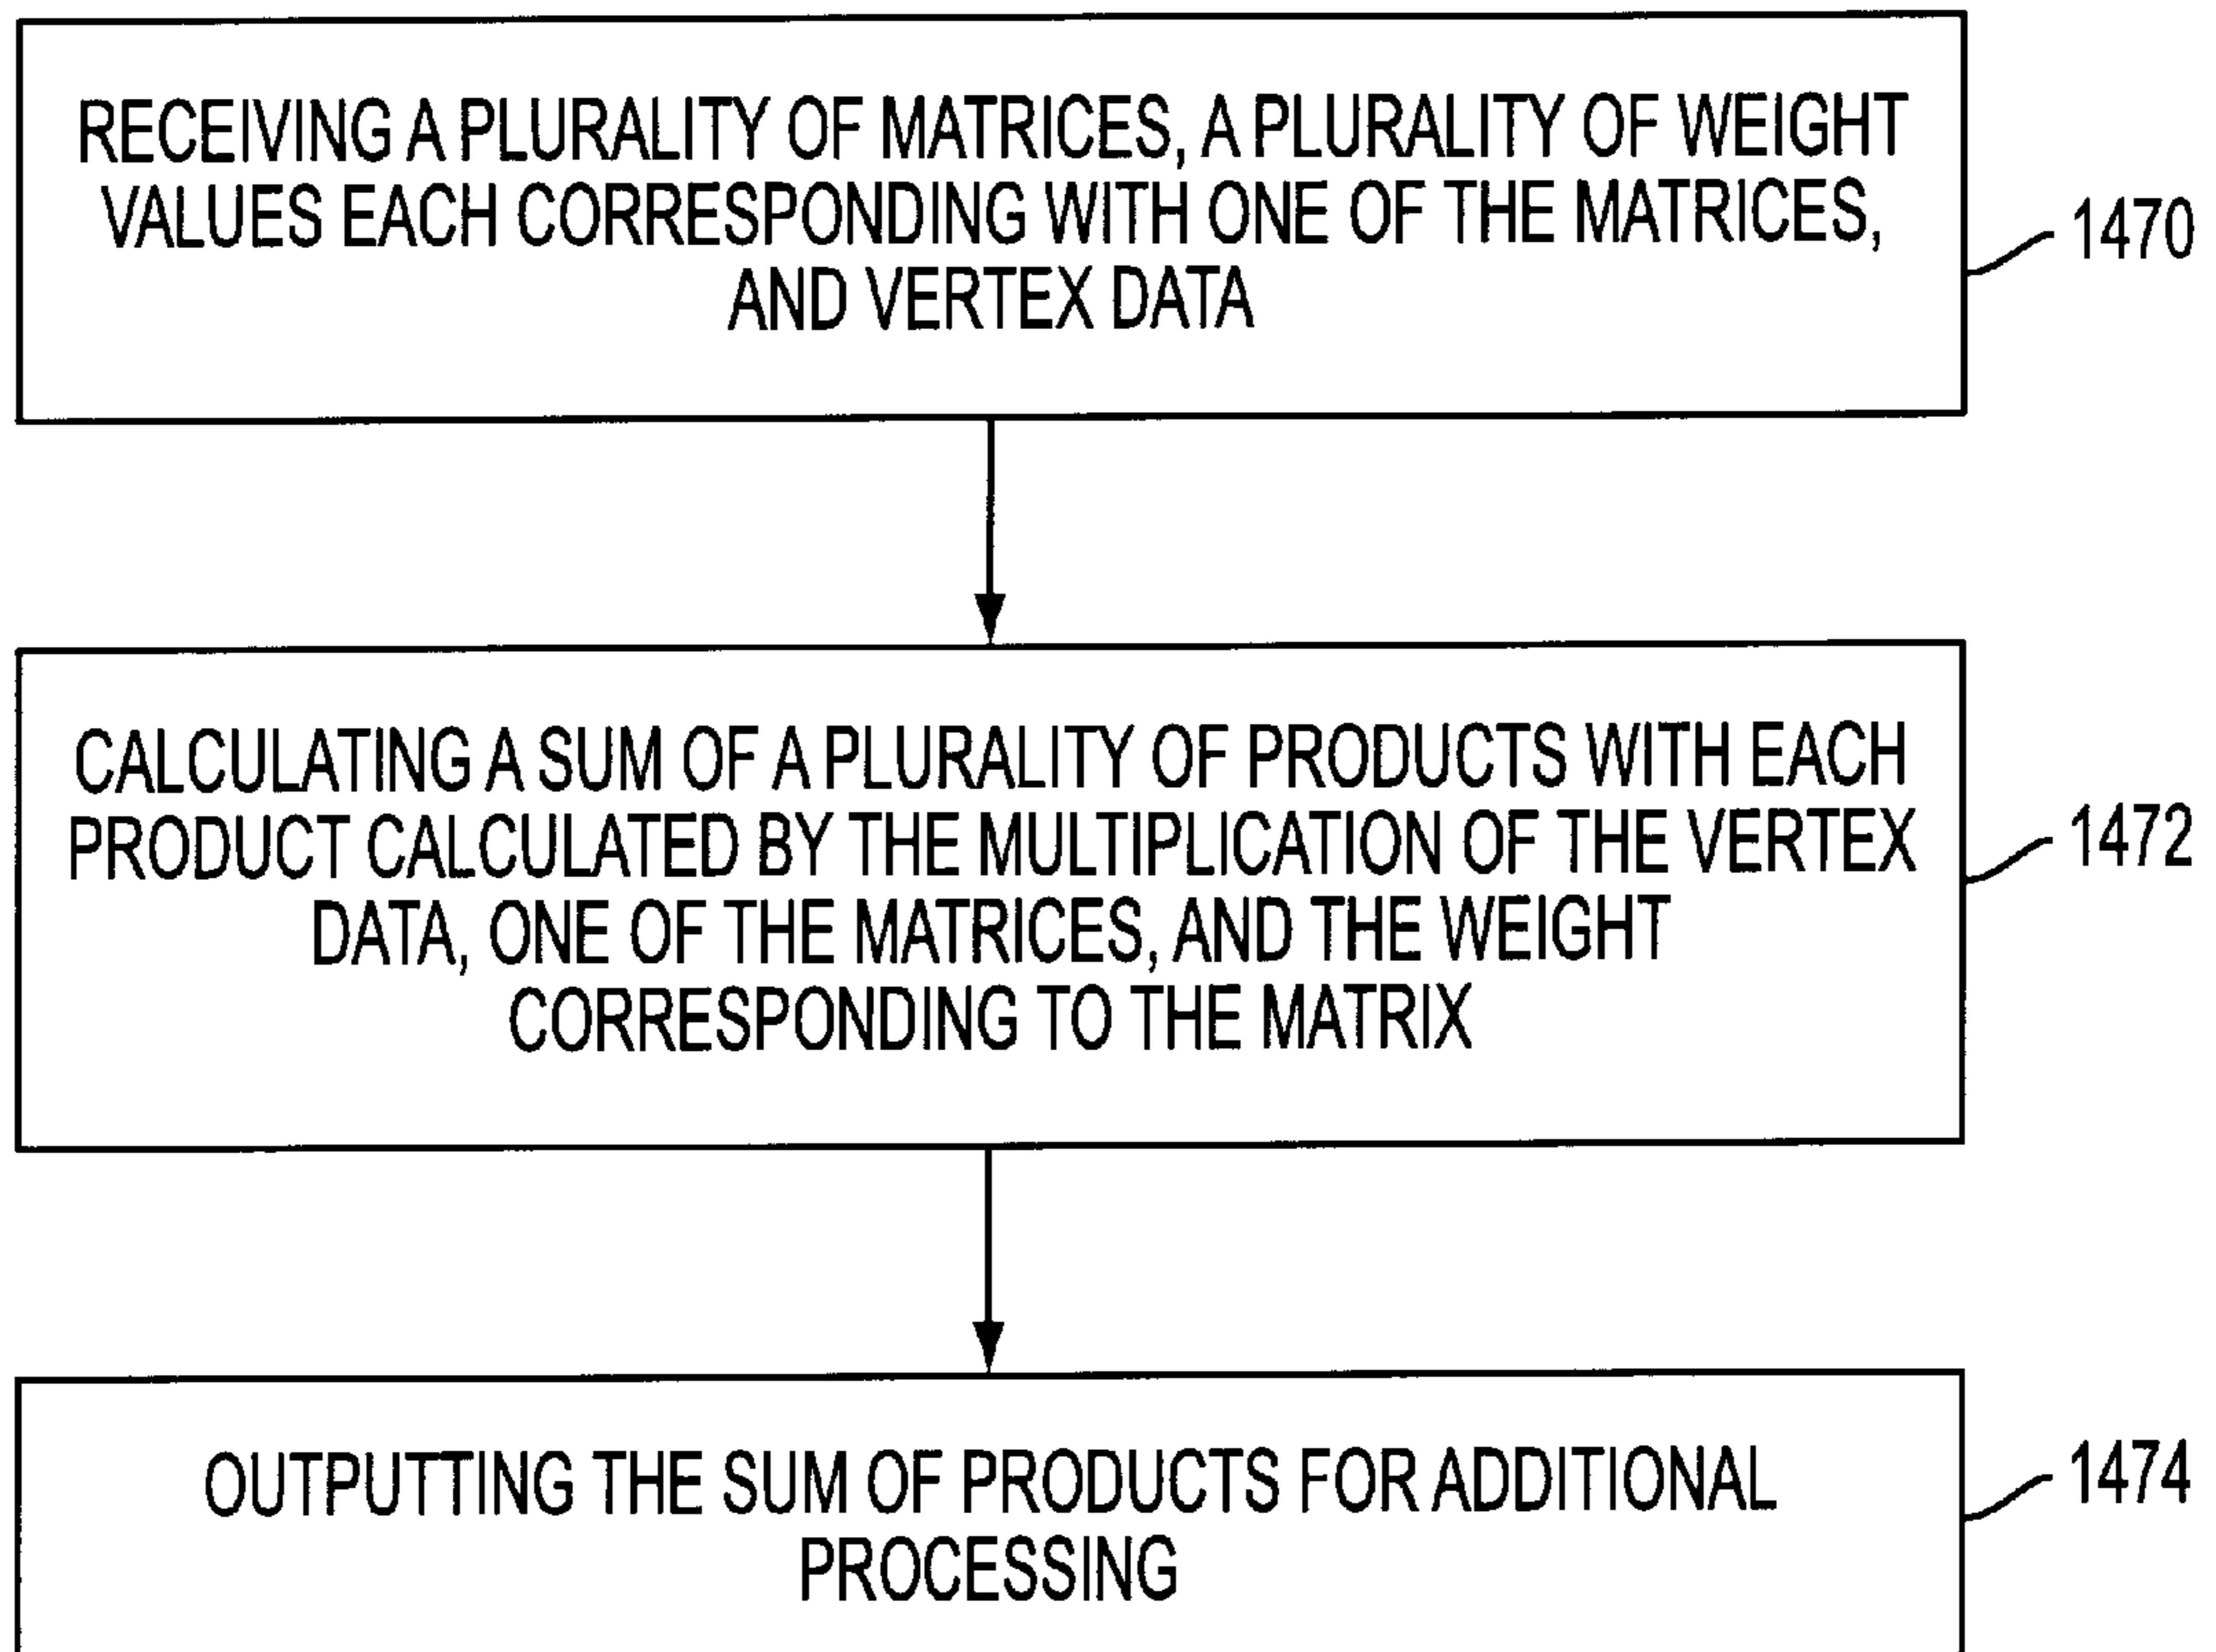 RECEIVING A PLURALITY OF MATRICES, A PLURALITY OF WEIGHT
VALUES EACH CORRESPONDING WITH ONE OF THE MATRICES,
AND VERTEX DATA
1470
CALCULATING A SUM OF A PLURALITY OF PRODUCTS WITH EACH
PRODUCT CALCULATED BY THE MULTIPLICATION OF THE VERTEX
DATA, ONE OF THE MATRICES, AND THE WEIGHT
CORRESPONDING TO THE MATRIX
1472
OUTPUTTING THE SUM OF PRODUCTS FOR ADDITIONAL
PROCESSING
1474